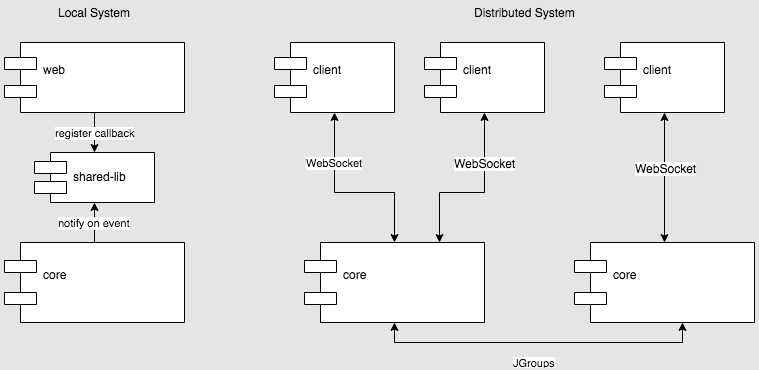 Local System
Distributed System
web
client
client
client
register callback
WebSocket
WebSocket
WebSocket
shared-lib
notify on event
core
core
core
JGroups